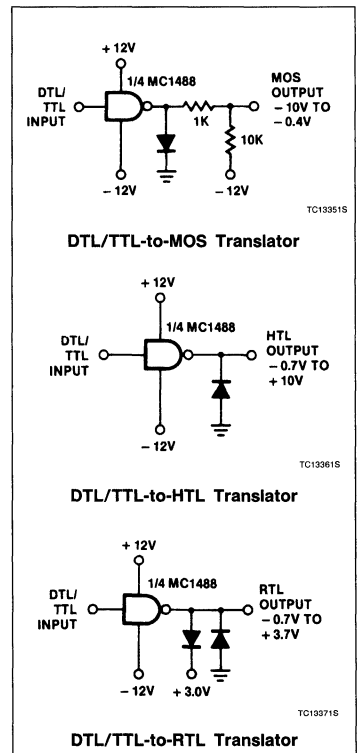 + 12V
1/4 MC1488
DTL/
TTL
INPUT
MOS
OUTPUT
– 10V TO
– 0.4V
1K
10K
– 12V
– 12V
TC13351S
DTL/TTL-to-MOS Translator
+ 12V
1/4 MC1488
DTL/
TTL
INPUT
HTL
OUTPUT
– 0.7V TO
+ 10V
– 12V
TC13361S
DTL/TTL-to-HTL Translator
+ 12V
1/4 MC1488
DTL/
TTL
INPUT
RTL
OUTPUT
– 0.7V TO
+ 3.7V
– 12V
+ 3.0V
TC13371S
DTL/TTL-to-RTL Translator